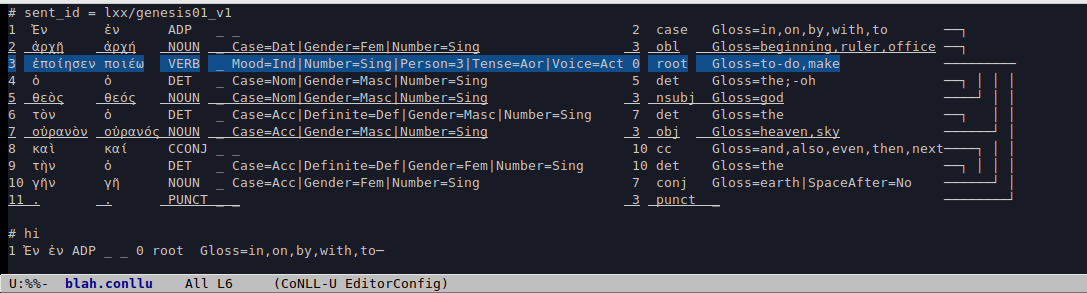 # sent_id = lxx/genesis01_v1
1 Ἐν ἐν ADP _ _ 2 case Gloss=in,on,by,with,to
2 ἀρχῇ ἀρχή NOUN _ Case=Dat|Gender=Fem|Number=Sing 3 obl Gloss=beginning,ruler,office
3 ἐποίησεν ποιέω VERB _ Mood=Ind|Number=Sing|Person=3|Tense=Aor|Voice=Act 0 root Gloss=to-do,make
4 ὁ ὁ DET _ Case=Nom|Gender=Masc|Number=Sing 5 det Gloss=the;-oh
5 θεὸς θεός NOUN _ Case=Nom|Gender=Masc|Number=Sing 3 nsubj Gloss=god
6 τὸν ὁ DET _ Case=Acc|Definite=Def|Gender=Masc|Number=Sing 7 det Gloss=the
7 οὐρανὸν οὐρανός NOUN _ Case=Acc|Gender=Masc|Number=Sing 3 obj Gloss=heaven,sky
8 καὶ καί CCONJ _ _ 10 cc Gloss=and,also,even,then,next
9 τὴν ὁ DET _ Case=Acc|Definite=Def|Gender=Fem|Number=Sing 10 det Gloss=the
10 γῆν γῆ NOUN _ Case=Acc|Gender=Fem|Number=Sing 7 conj Gloss=earth|SpaceAfter=No
11 . . PUNCT _ _ 3 punct _
# hi
1 Ἐν ἐν ADP _ _ 0 root Gloss=in,on,by,with,to
U:%%- blah.conllu All L6 (CoNLL-U EditorConfig)